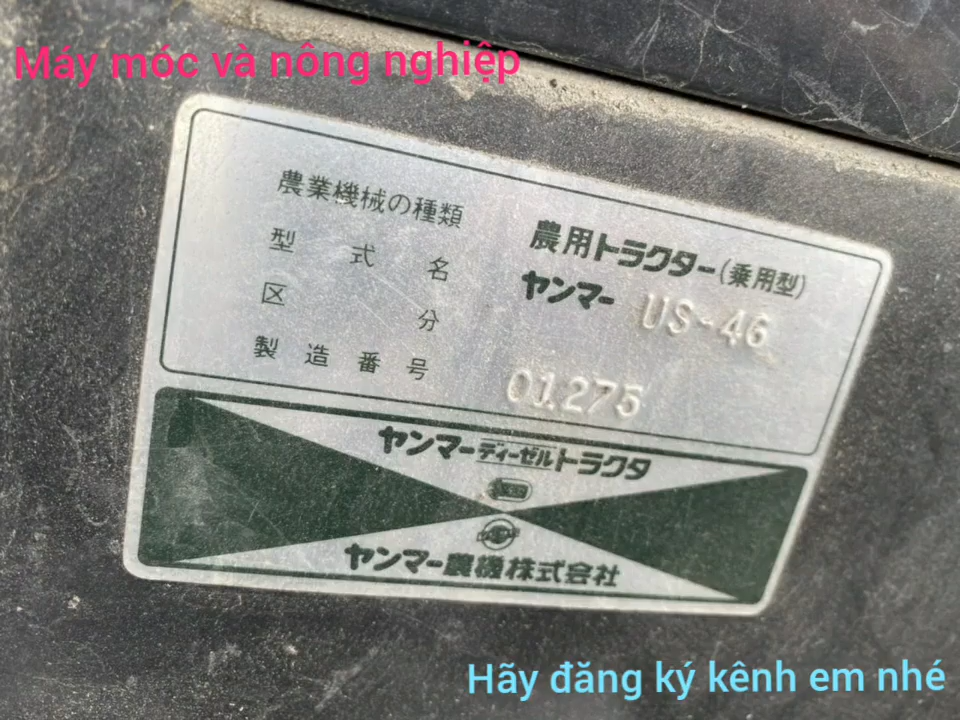 Máy móc và nông nghiệp
農業機械の種類 農用トラクター(乗用型)
型式名 ヤンマー US-46
区分
製造番号 01275
ヤンマーディーゼルトラクタ
ヤンマー農機株式会社
Hãy đăng ký kênh em nhé